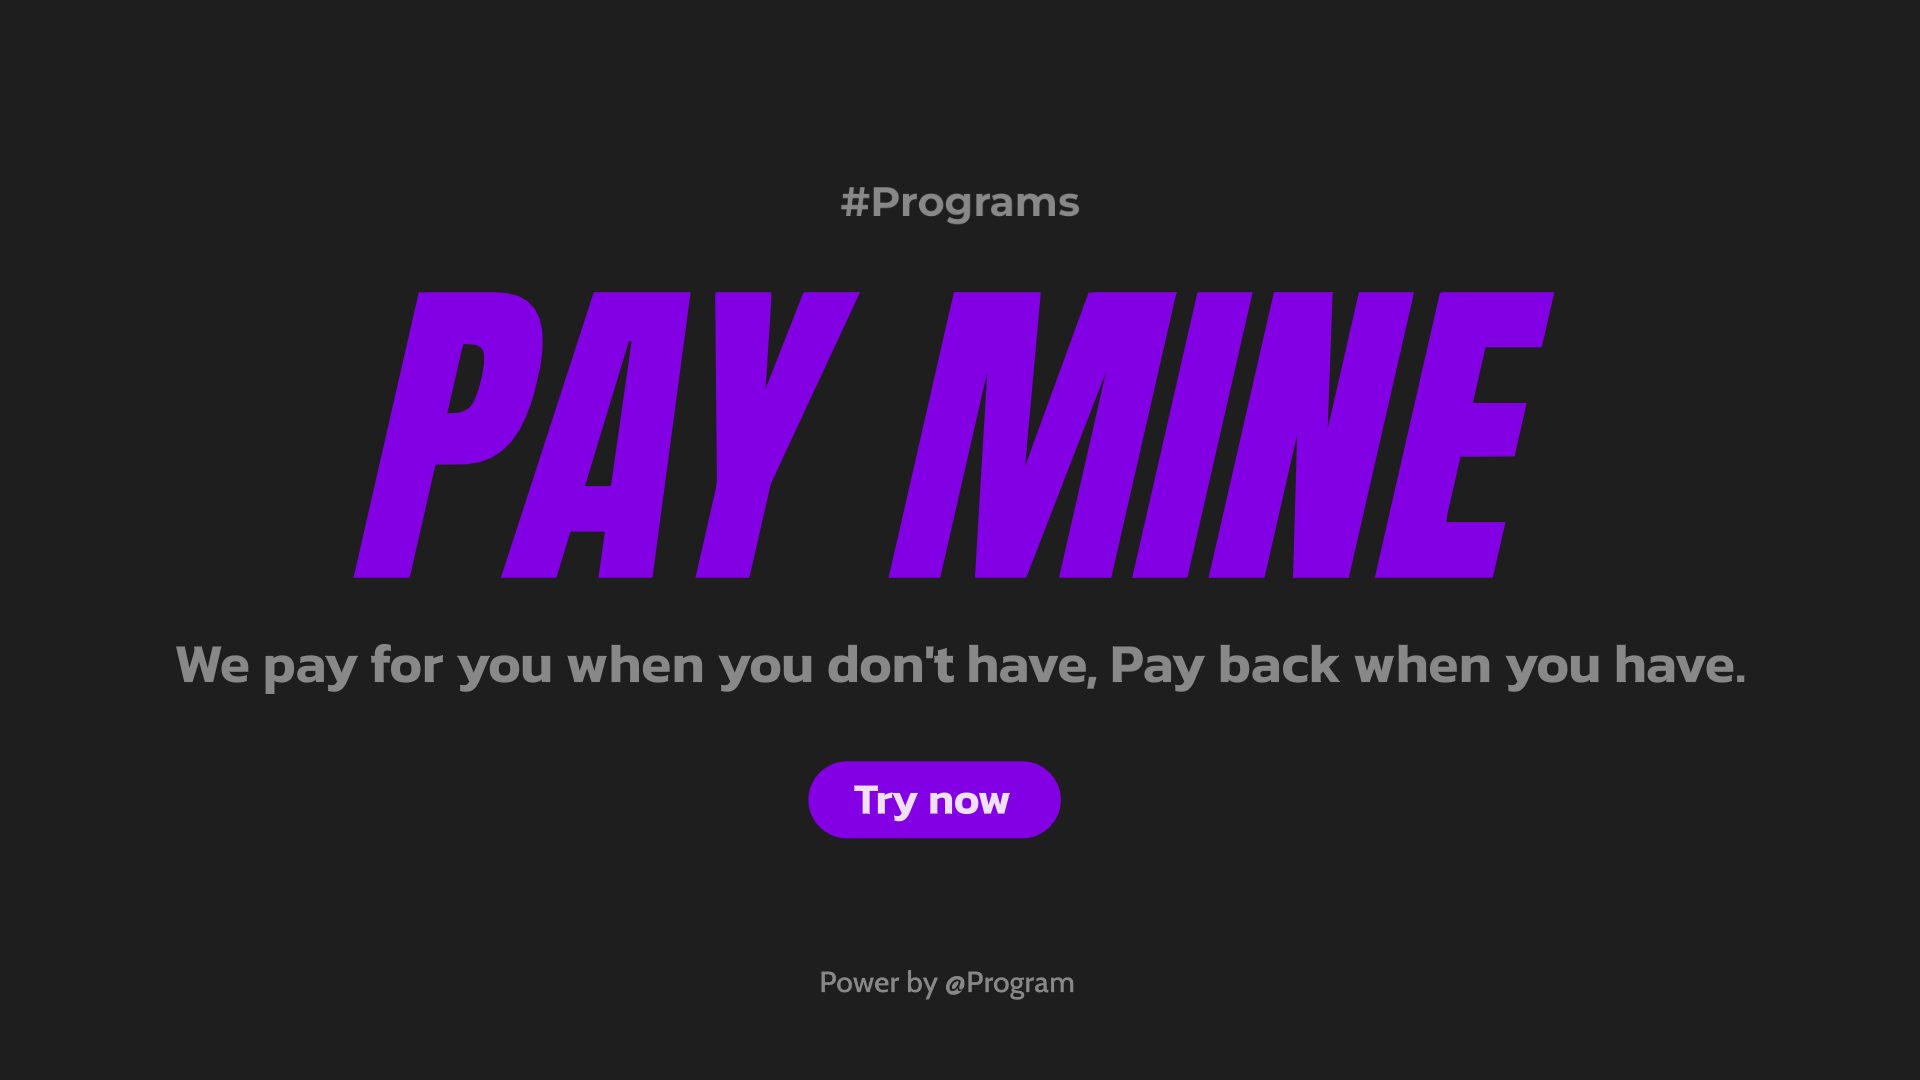 #Programs
PAY MINE
We pay for you when you don't have, Pay back when you have.
Try now
Power by @Program